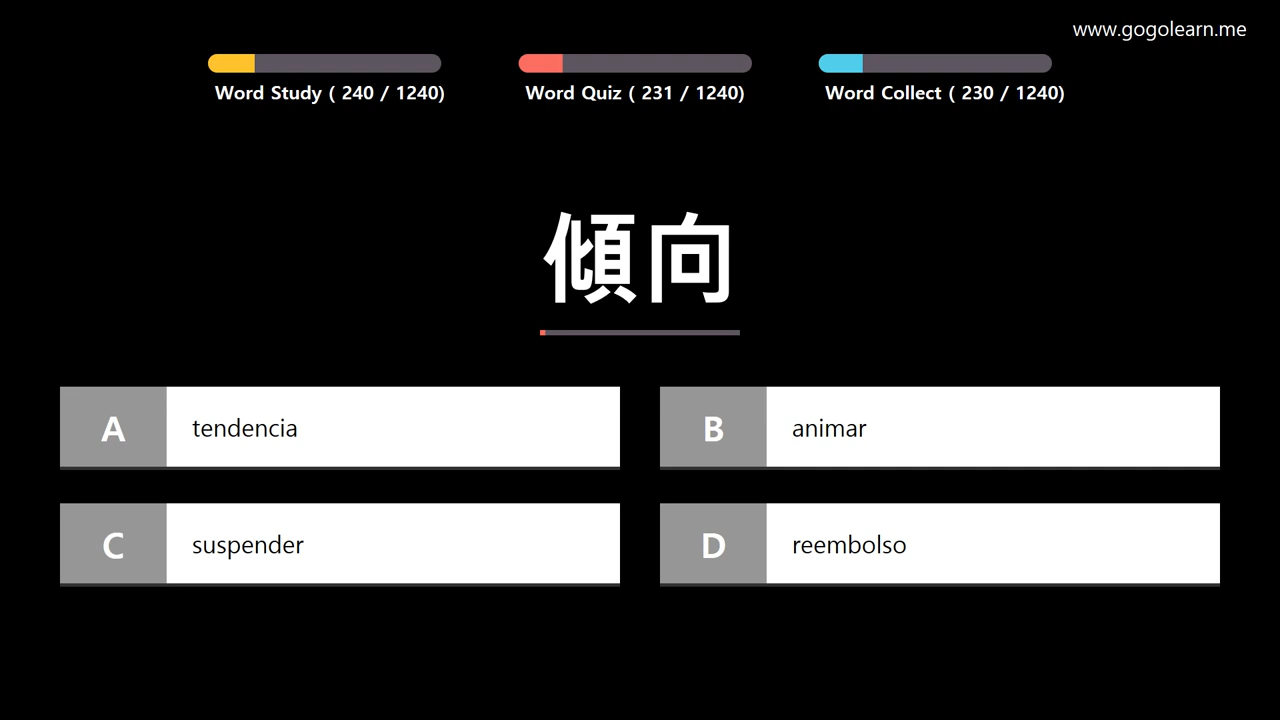 www.gogolearn.me
Word Study ( 240 / 1240)
Word Quiz ( 231 / 1240)
Word Collect ( 230 / 1240)
傾向
A tendencia
B animar
C suspender
D reembolso